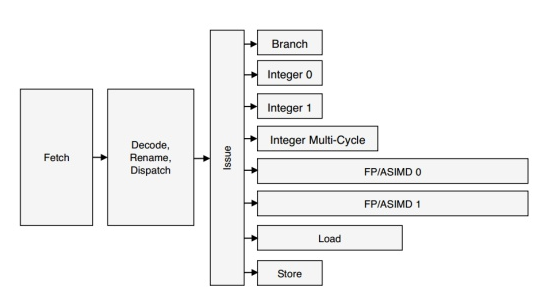 Fetch
Decode,
Rename,
Dispatch
Issue
Branch
Integer 0
Integer 1
Integer Multi-Cycle
FP/ASIMD 0
FP/ASIMD 1
Load
Store